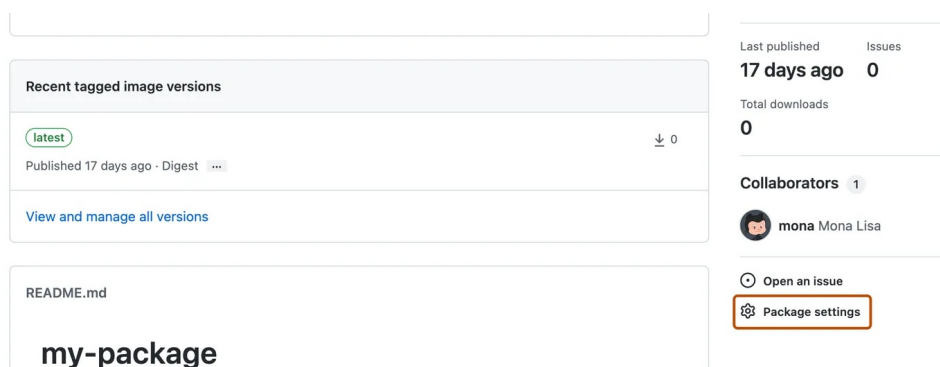 Recent tagged image versions
latest
0
Published 17 days ago · Digest ...
View and manage all versions
README.md
my-package
Last published Issues
17 days ago 0
Total downloads
0
Collaborators 1
mona Mona Lisa
Open an issue
Package settings